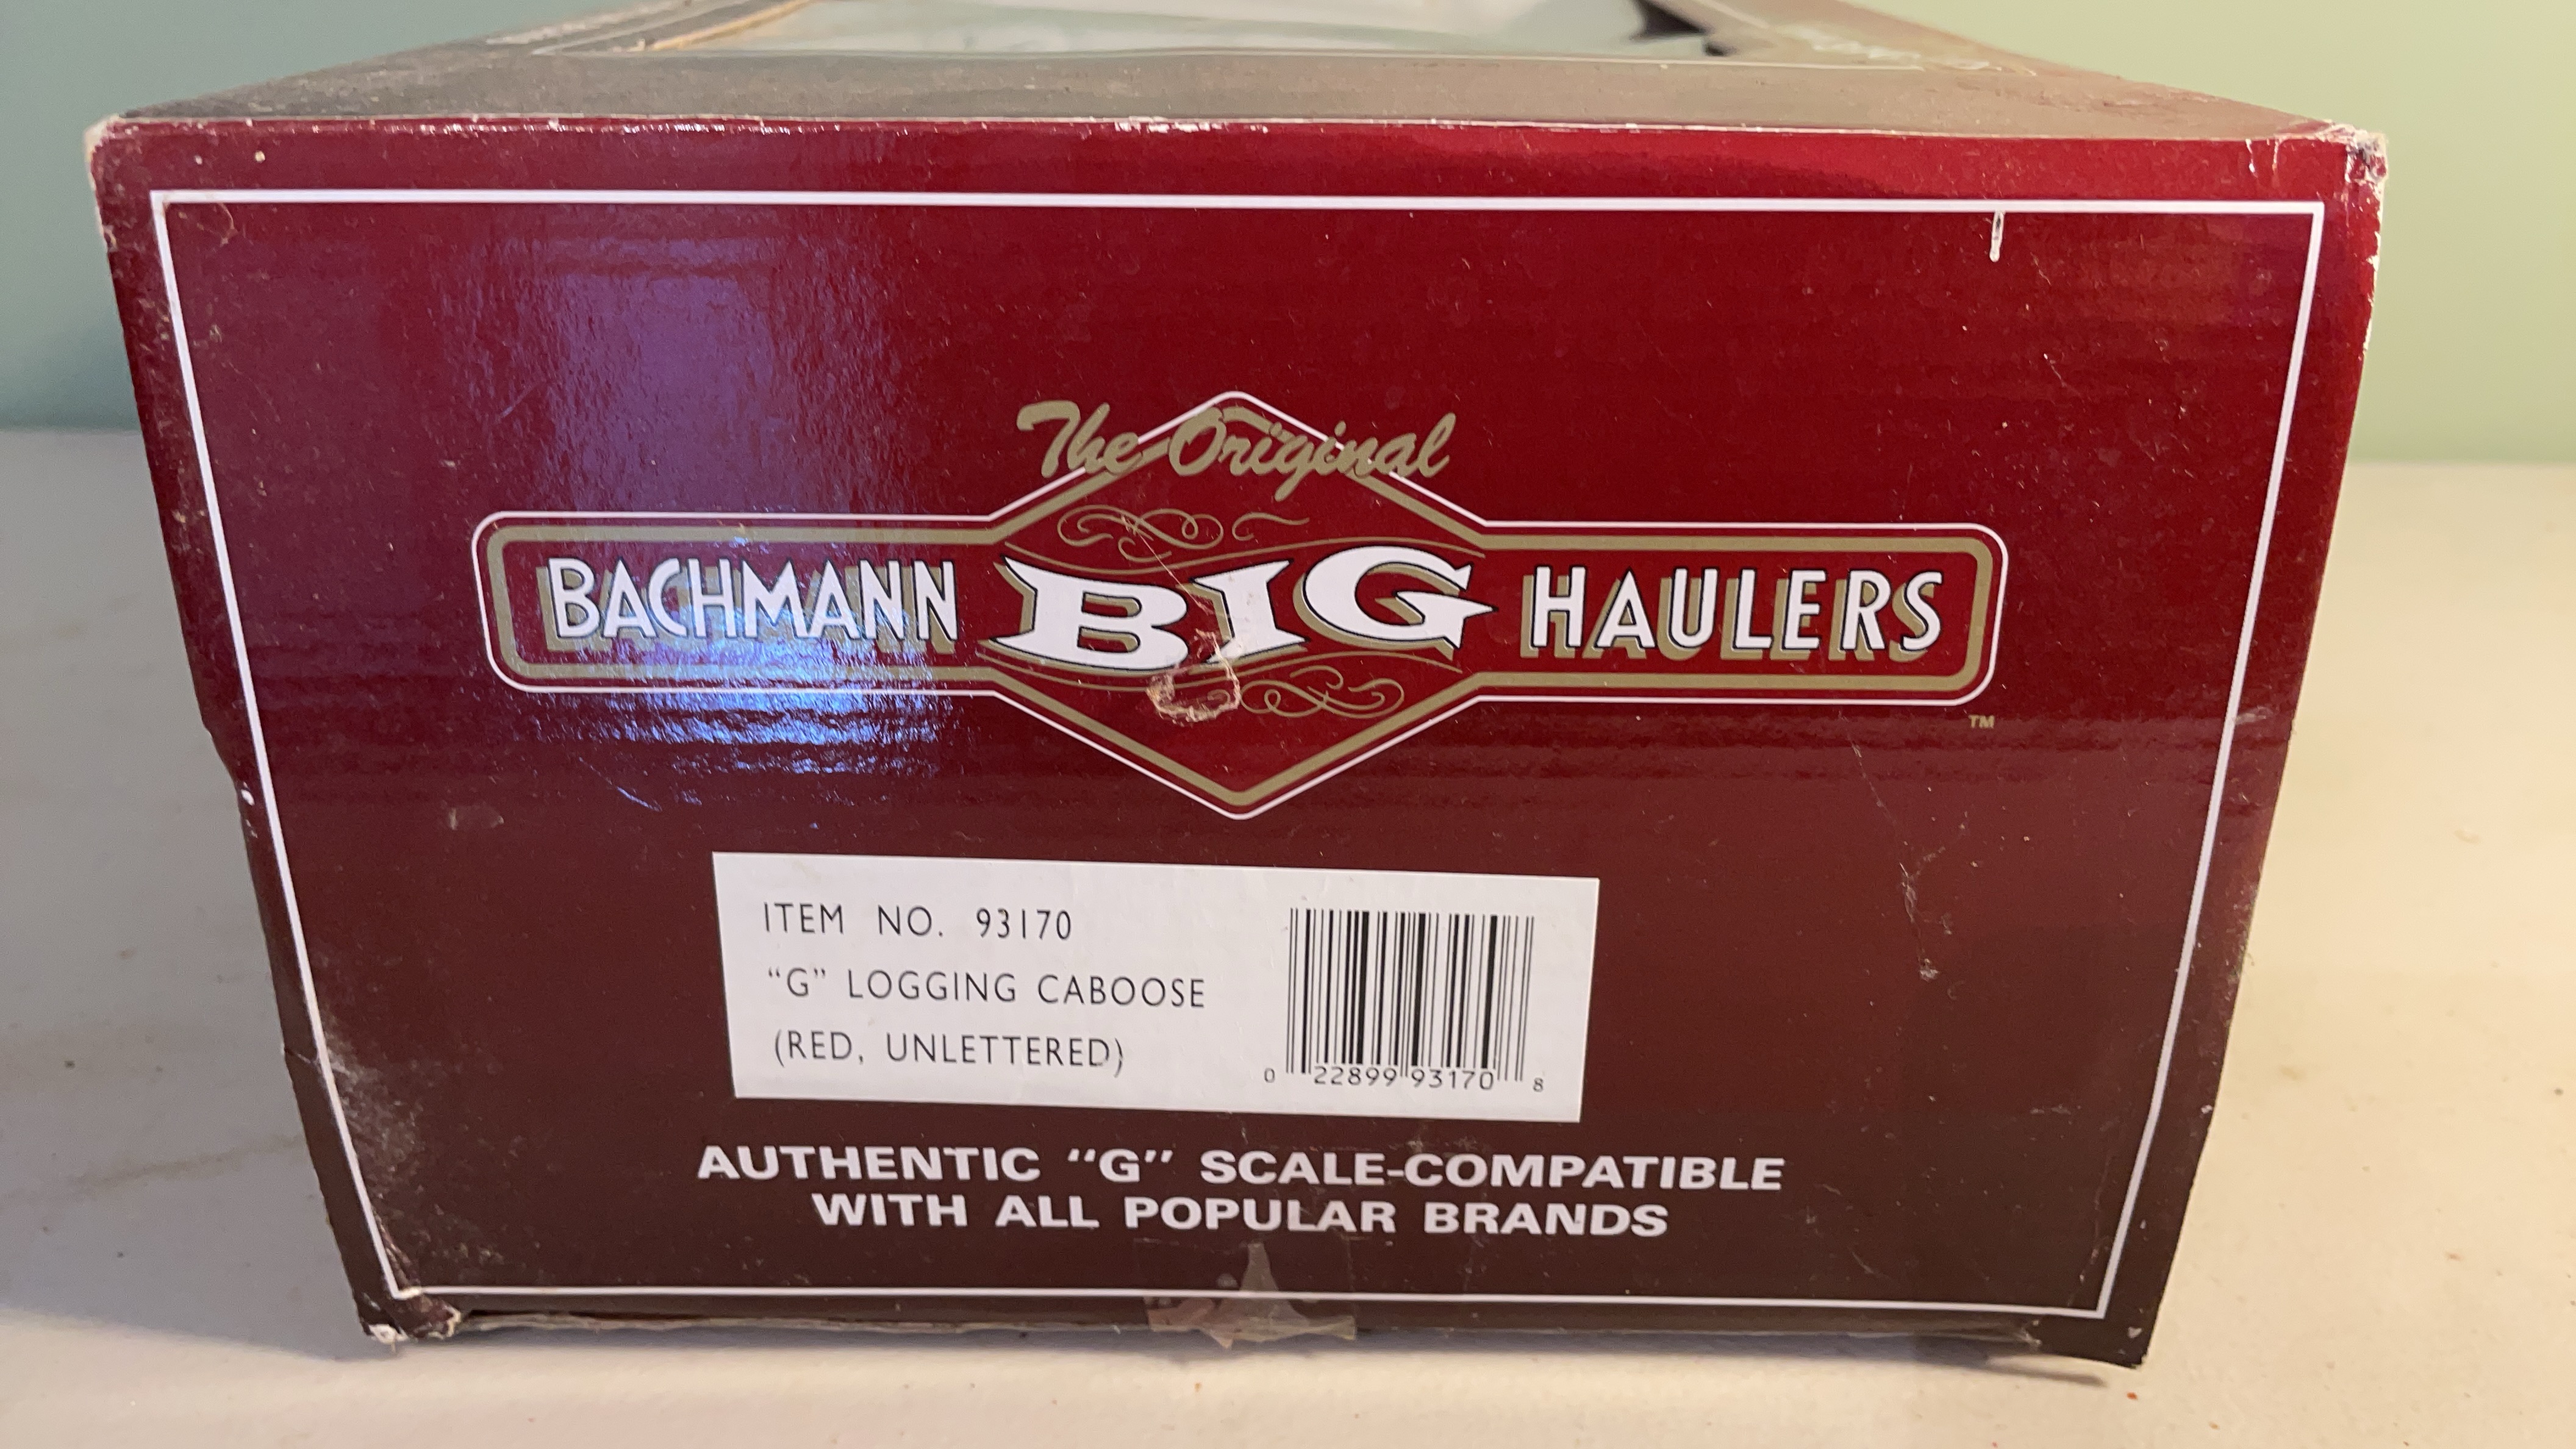 The Original
BACHMANN BIG HAULERS
TM
ITEM NO. 93170
“G” LOGGING CABOOSE
(RED, UNLETTERED)
0 22899 93170 8
AUTHENTIC "G" SCALE-COMPATIBLE
WITH ALL POPULAR BRANDS